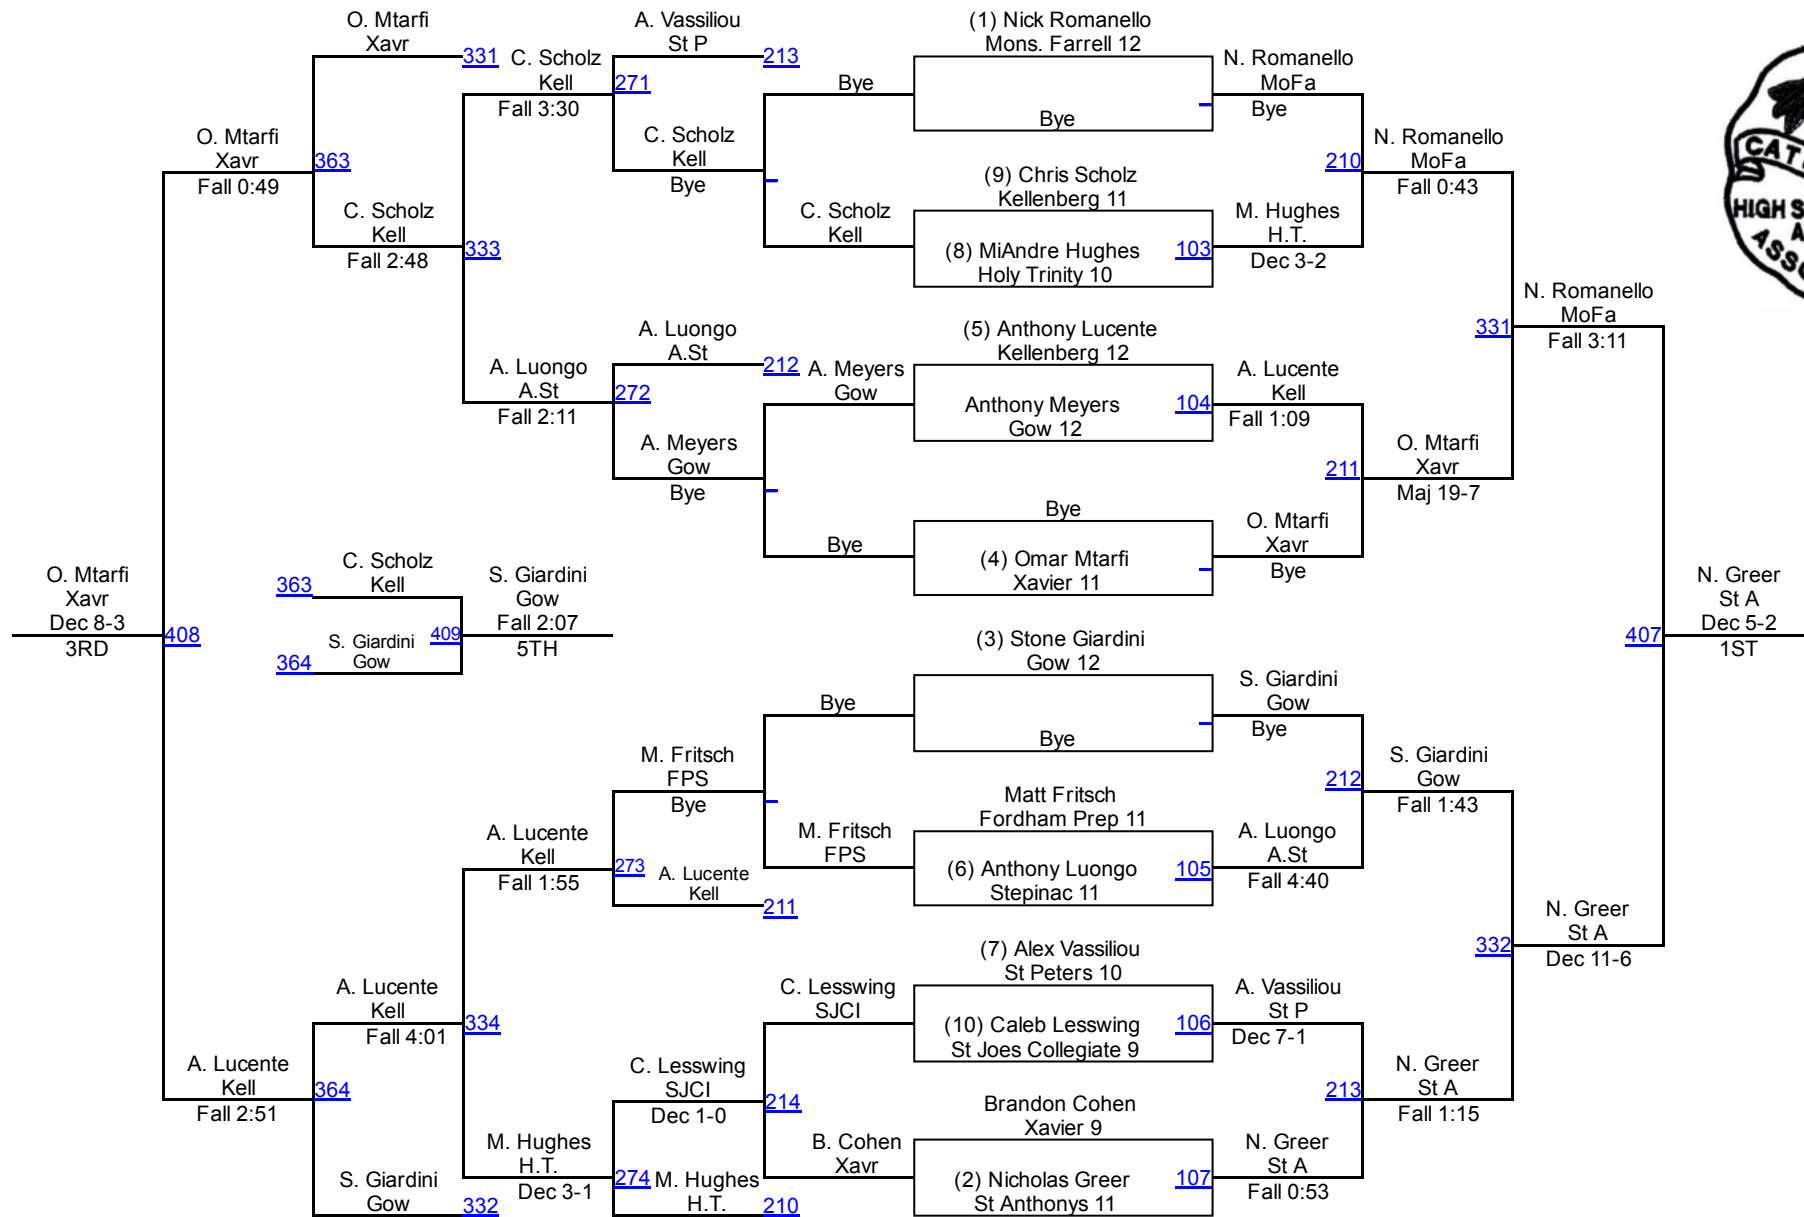 O. Mtarfi
Xavr
331
A. Vassiliou
St P
213
(1) Nick Romanello
Mons. Farrell 12
C. Scholz
Kell
Fall 3:30
271
Bye
Bye
N. Romanello
MoFa
Bye
O. Mtarfi
Xavr
Fall 0:49
363
C. Scholz
Kell
Bye
210
N. Romanello
MoFa
Fall 0:43
(9) Chris Scholz
Kellenberg 11
C. Scholz
Kell
Fall 2:48
333
C. Scholz
Kell
(8) MiAndre Hughes
Holy Trinity 10
103
M. Hughes
H.T.
Dec 3-2
N. Romanello
MoFa
Fall 3:11
331
A. Luongo
A.St
212
(5) Anthony Lucente
Kellenberg 12
A. Luongo
A.St
Fall 2:11
272
A. Meyers
Gow
Anthony Meyers
Gow 12
104
A. Lucente
Kell
Fall 1:09
A. Meyers
Gow
Bye
211
O. Mtarfi
Xavr
Maj 19-7
Bye
Bye
(4) Omar Mtarfi
Xavier 11
O. Mtarfi
Xavr
Bye
O. Mtarfi
Xavr
Dec 8-3
3RD
408
363
C. Scholz
Kell
364
S. Giardini
Gow
409
S. Giardini
Gow
Fall 2:07
5TH
N. Greer
St A
Dec 5-2
1ST
407
(3) Stone Giardini
Gow 12
Bye
Bye
S. Giardini
Gow
Bye
M. Fritsch
FPS
Bye
212
S. Giardini
Gow
Fall 1:43
Matt Fritsch
Fordham Prep 11
A. Lucente
Kell
Fall 1:55
273
A. Lucente
Kell
211
M. Fritsch
FPS
(6) Anthony Luongo
Stepinac 11
105
A. Luongo
A.St
Fall 4:40
332
N. Greer
St A
Dec 11-6
(7) Alex Vassiliou
St Peters 10
A. Lucente
Kell
Fall 4:01
334
C. Lesswing
SJCI
(10) Caleb Lesswing
St Joes Collegiate 9
106
A. Vassiliou
St P
Dec 7-1
A. Lucente
Kell
Fall 2:51
364
C. Lesswing
SJCI
Dec 1-0
214
213
N. Greer
St A
Fall 1:15
Brandon Cohen
Xavier 9
S. Giardini
Gow
332
M. Hughes
H.T.
Dec 3-1
274
M. Hughes
H.T.
210
B. Cohen
Xavr
(2) Nicholas Greer
St Anthonys 11
107
N. Greer
St A
Fall 0:53
HIGH